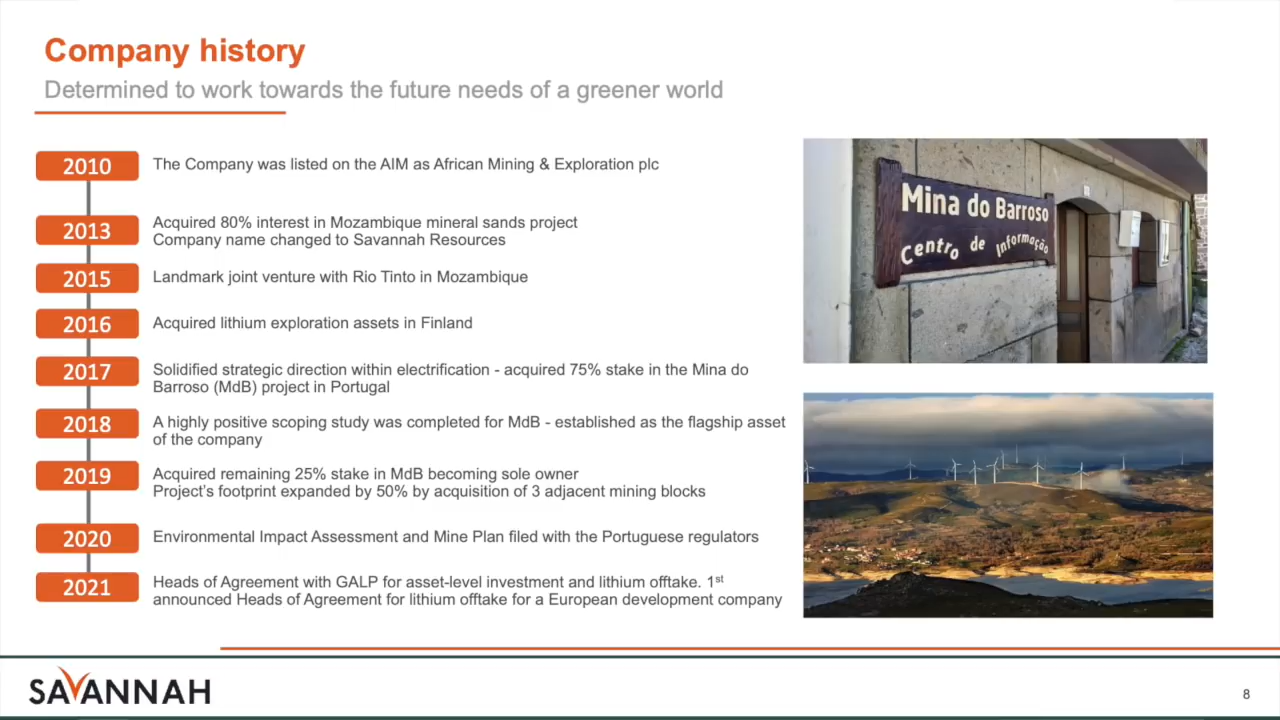 Company history
Determined to work towards the future needs of a greener world
2010
The Company was listed on the AIM as African Mining & Exploration plc
2013
Acquired 80% interest in Mozambique mineral sands project
Company name changed to Savannah Resources
2015
Landmark joint venture with Rio Tinto in Mozambique
2016
Acquired lithium exploration assets in Finland
2017
Solidified strategic direction within electrification - acquired 75% stake in the Mina do
Barroso (MdB) project in Portugal
2018
A highly positive scoping study was completed for MdB - established as the flagship asset
of the company
2019
Acquired remaining 25% stake in MdB becoming sole owner
Project's footprint expanded by 50% by acquisition of 3 adjacent mining blocks
2020
Environmental Impact Assessment and Mine Plan filed with the Portuguese regulators
2021
Heads of Agreement with GALP for asset-level investment and lithium offtake. 1st
announced Heads of Agreement for lithium offtake for a European development company
Mina do Barroso
Centro de Informação
SAVANNAH
8